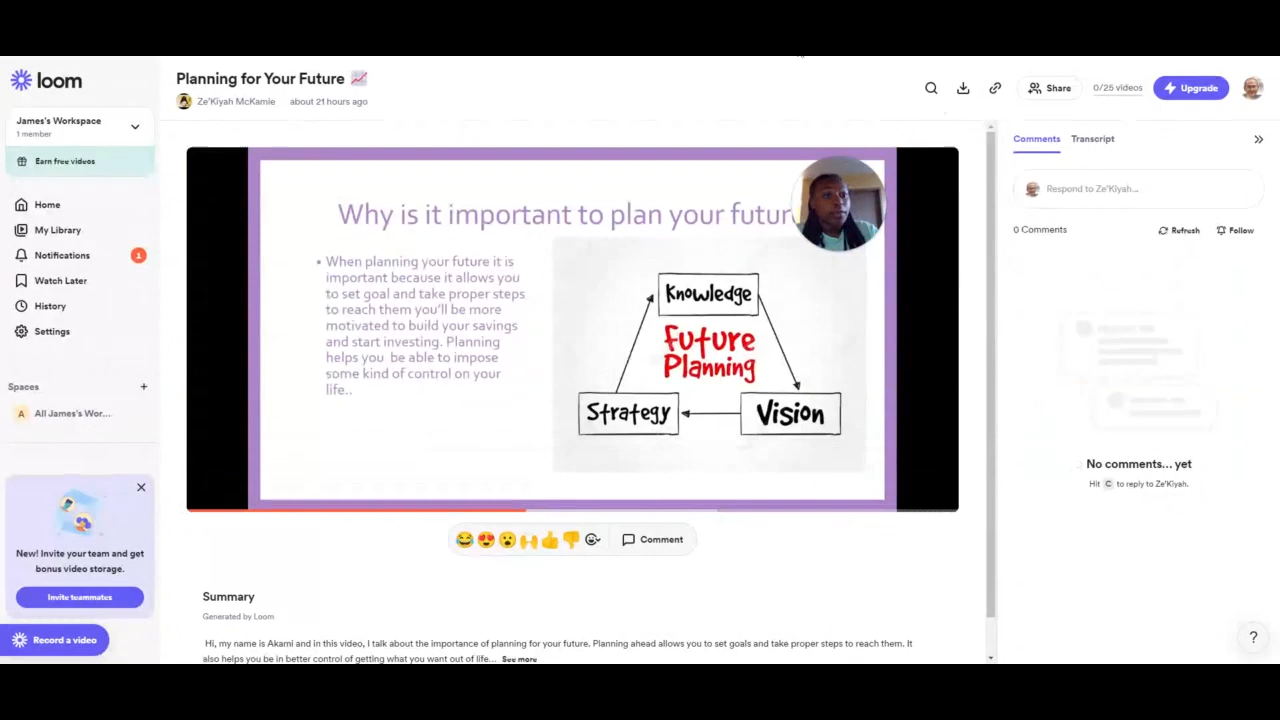 loom
Planning for Your Future
Ze'Kiyah McKamie about 21 hours ago
Share
0/25 videos
Upgrade
James's Workspace
1 member
Earn free videos
Home
My Library
Notifications 1
Watch Later
History
Settings
Spaces +
A All James's Wor...
New! Invite your team and get
bonus video storage.
Invite teammates
Record a video
Why is it important to plan your futur
• When planning your future it is
important because it allows you
to set goal and take proper steps
to reach them you'll be more
motivated to build your savings
and start investing. Planning
helps you be able to impose
some kind of control on your
life..
Knowledge
Future
Planning
Strategy
Vision
Comment
Summary
Generated by Loom
Hi, my name is Akami and in this video, I talk about the importance of planning for your future. Planning ahead allows you to set goals and take proper steps to reach them. It
also helps you be in better control of getting what you want out of life... See more
Comments Transcript
Respond to Ze'Kiyah...
0 Comments Refresh Follow
No comments... yet
Hit C to reply to Ze'Kiyah.
?